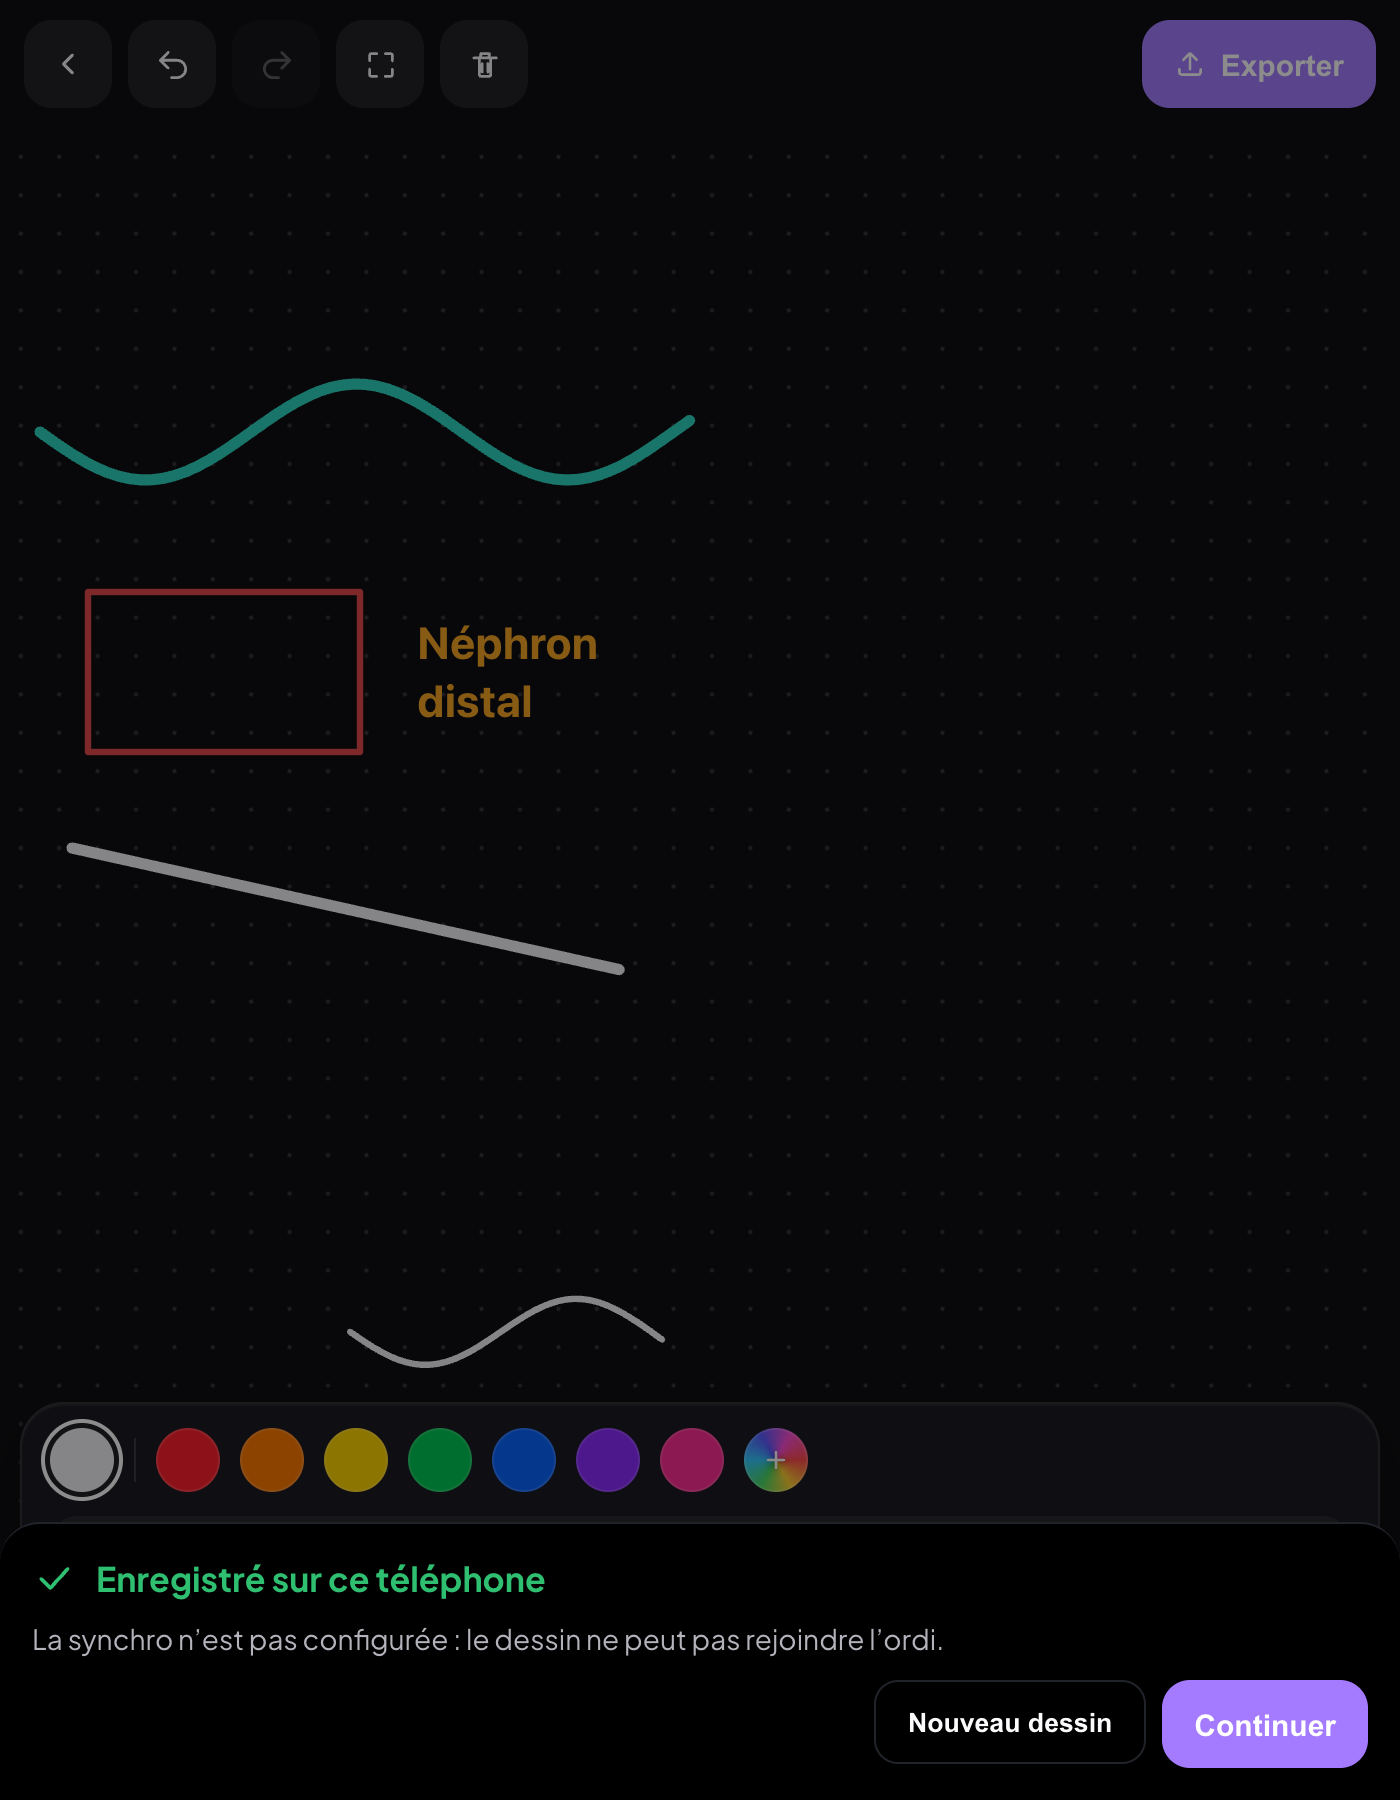 Exporter
Néphron
distal
Enregistré sur ce téléphone
La synchro n’est pas configurée : le dessin ne peut pas rejoindre l’ordi.
Nouveau dessin
Continuer